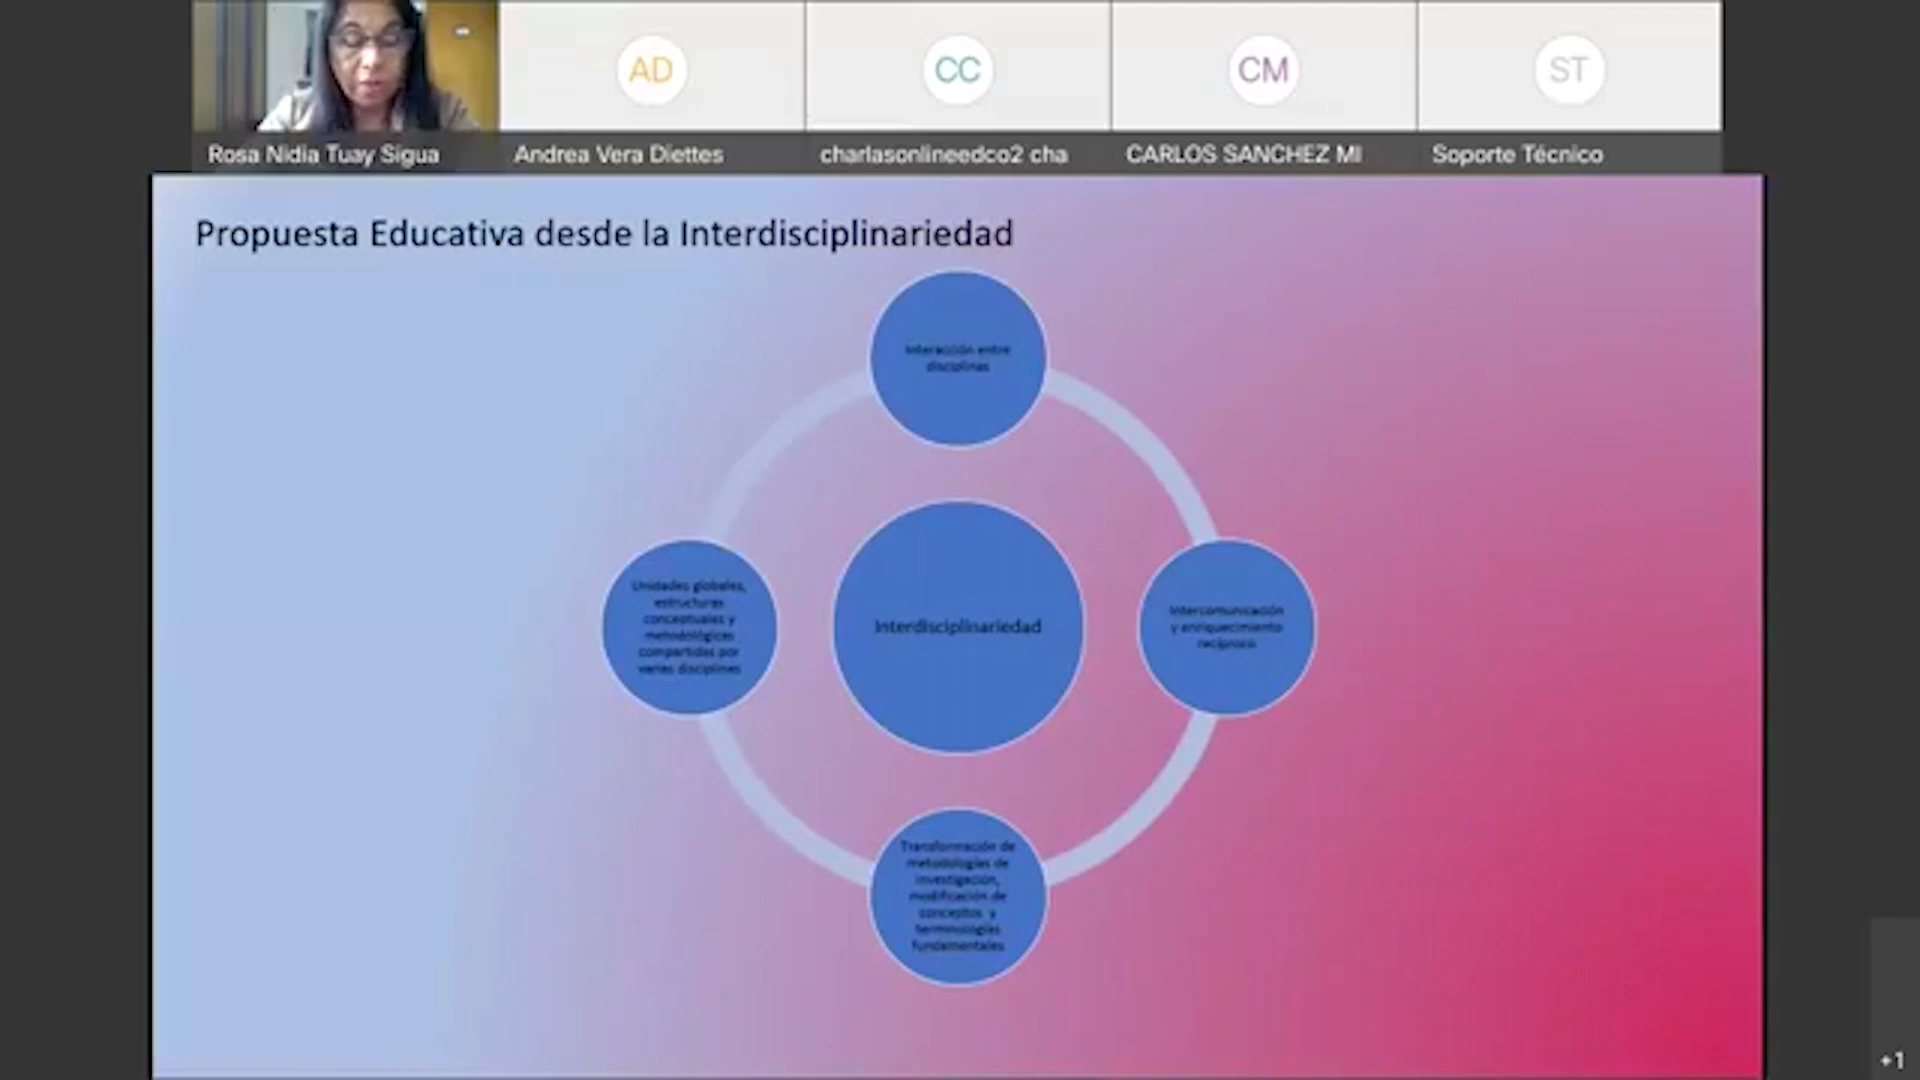 AD
CC
CM
ST
Rosa Nidia Tuay Sigua
Andrea Vera Diettes
charlasonlineedco2 cha
CARLOS SANCHEZ MI
Soporte Técnico
Propuesta Educativa desde la Interdisciplinariedad
Interacción entre
disciplinas
Unidades globales,
estructuras
conceptuales y
metodológicas
compartidas por
varias disciplinas
Interdisciplinariedad
Intercomunicación
y enriquecimiento
recíproco
Transformación de
metodologías de
investigación,
modificación de
conceptos y
terminologías
fundamentales
+1